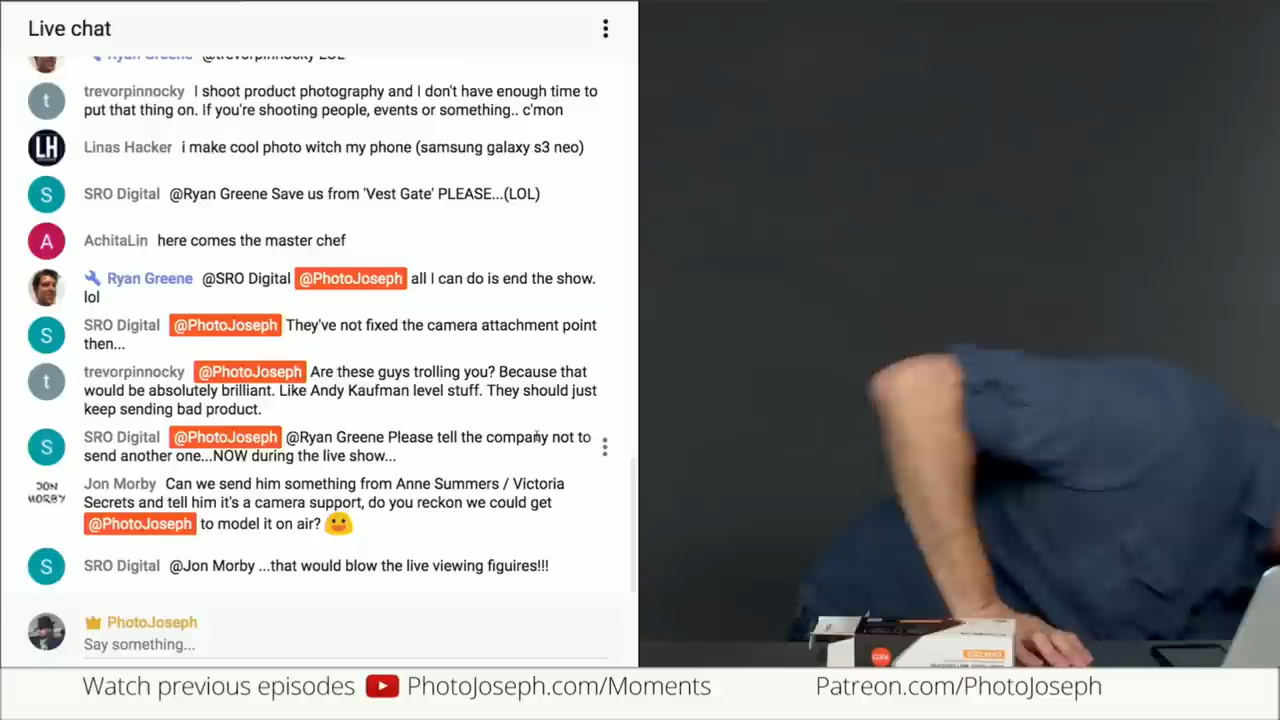 Live chat
Ryan Greene @trevorpinnocky LOL
t trevorpinnocky I shoot product photography and I don't have enough time to
put that thing on. If you're shooting people, events or something.. c'mon
LH Linas Hacker i make cool photo witch my phone (samsung galaxy s3 neo)
S SRO Digital @Ryan Greene Save us from 'Vest Gate' PLEASE...(LOL)
A AchitaLin here comes the master chef
Ryan Greene @SRO Digital @PhotoJoseph all I can do is end the show.
lol
S SRO Digital @PhotoJoseph They've not fixed the camera attachment point
then...
t trevorpinnocky @PhotoJoseph Are these guys trolling you? Because that
would be absolutely brilliant. Like Andy Kaufman level stuff. They should just
keep sending bad product.
S SRO Digital @PhotoJoseph @Ryan Greene Please tell the company not to
send another one...NOW during the live show...
JON MORBY Jon Morby Can we send him something from Anne Summers / Victoria
Secrets and tell him it's a camera support, do you reckon we could get
@PhotoJoseph to model it on air?
S SRO Digital @Jon Morby ...that would blow the live viewing figuires!!!
PhotoJoseph
Say something...
Watch previous episodes PhotoJoseph.com/Moments
Patreon.com/PhotoJoseph